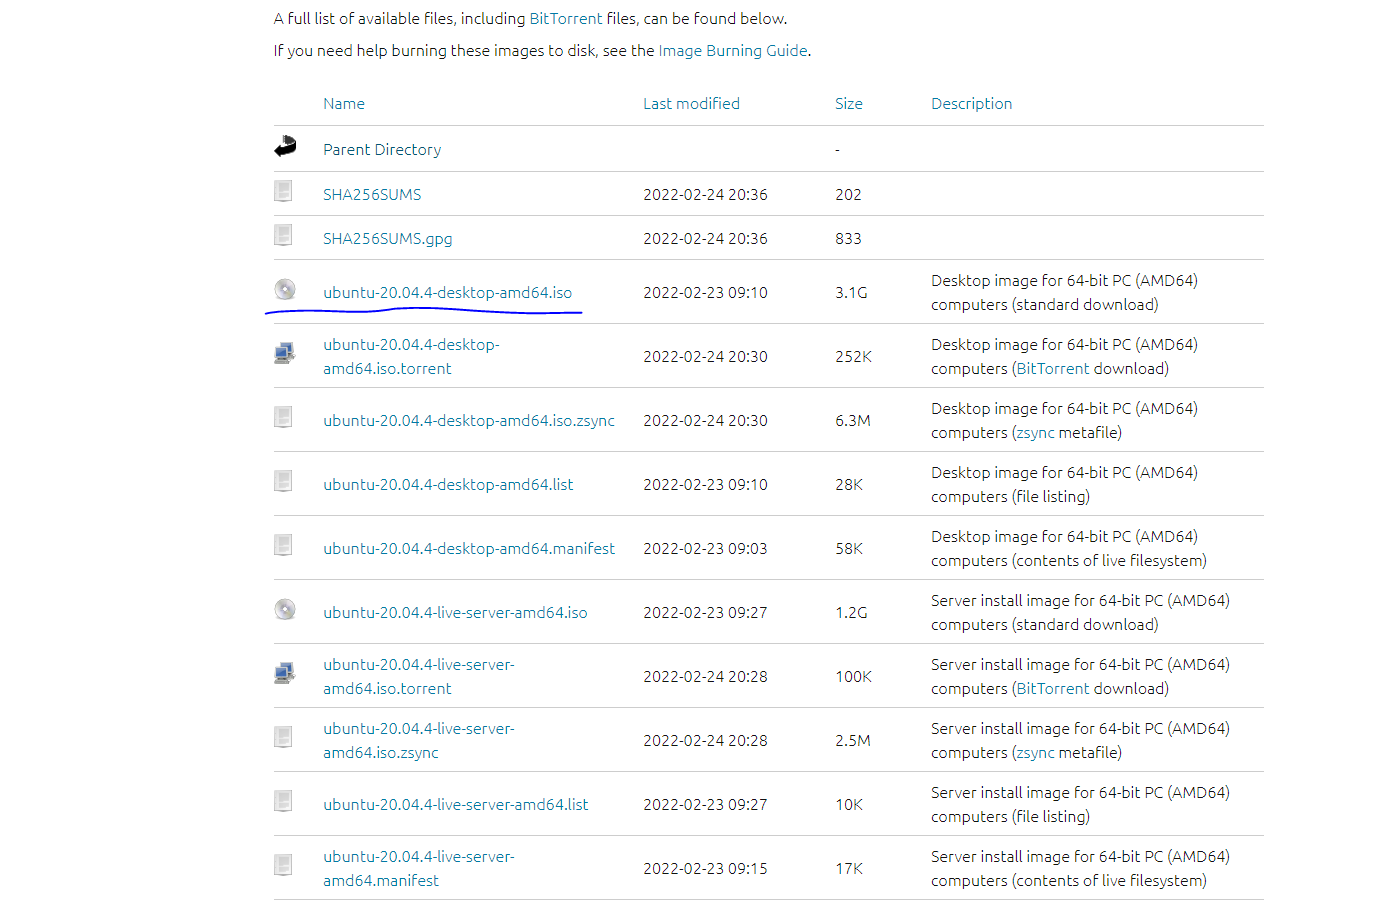 A full list of available files, including BitTorrent files, can be found below.
If you need help burning these images to disk, see the Image Burning Guide.
Name Last modified Size Description
Parent Directory -
SHA256SUMS 2022-02-24 20:36 202
SHA256SUMS.gpg 2022-02-24 20:36 833
ubuntu-20.04.4-desktop-amd64.iso 2022-02-23 09:10 3.1G Desktop image for 64-bit PC (AMD64)
computers (standard download)
ubuntu-20.04.4-desktop- 2022-02-24 20:30 252K Desktop image for 64-bit PC (AMD64)
amd64.iso.torrent computers (BitTorrent download)
ubuntu-20.04.4-desktop-amd64.iso.zsync 2022-02-24 20:30 6.3M Desktop image for 64-bit PC (AMD64)
computers (zsync metafile)
ubuntu-20.04.4-desktop-amd64.list 2022-02-23 09:10 28K Desktop image for 64-bit PC (AMD64)
computers (file listing)
ubuntu-20.04.4-desktop-amd64.manifest 2022-02-23 09:03 58K Desktop image for 64-bit PC (AMD64)
computers (contents of live filesystem)
ubuntu-20.04.4-live-server-amd64.iso 2022-02-23 09:27 1.2G Server install image for 64-bit PC (AMD64)
computers (standard download)
ubuntu-20.04.4-live-server- 2022-02-24 20:28 100K Server install image for 64-bit PC (AMD64)
amd64.iso.torrent computers (BitTorrent download)
ubuntu-20.04.4-live-server- 2022-02-24 20:28 2.5M Server install image for 64-bit PC (AMD64)
amd64.iso.zsync computers (zsync metafile)
ubuntu-20.04.4-live-server-amd64.list 2022-02-23 09:27 10K Server install image for 64-bit PC (AMD64)
computers (file listing)
ubuntu-20.04.4-live-server- 2022-02-23 09:15 17K Server install image for 64-bit PC (AMD64)
amd64.manifest computers (contents of live filesystem)